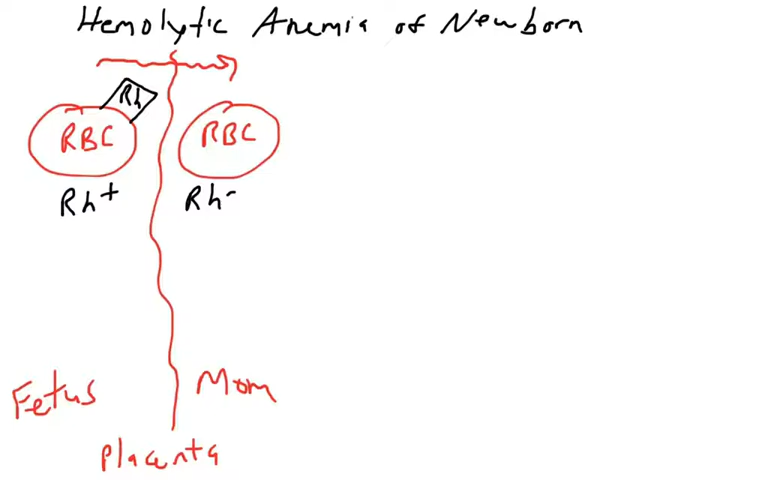 Hemolytic Anemia of Newborn
Rh
RBC RBC
Rh+ Rh-
Fetus Mom
Placenta